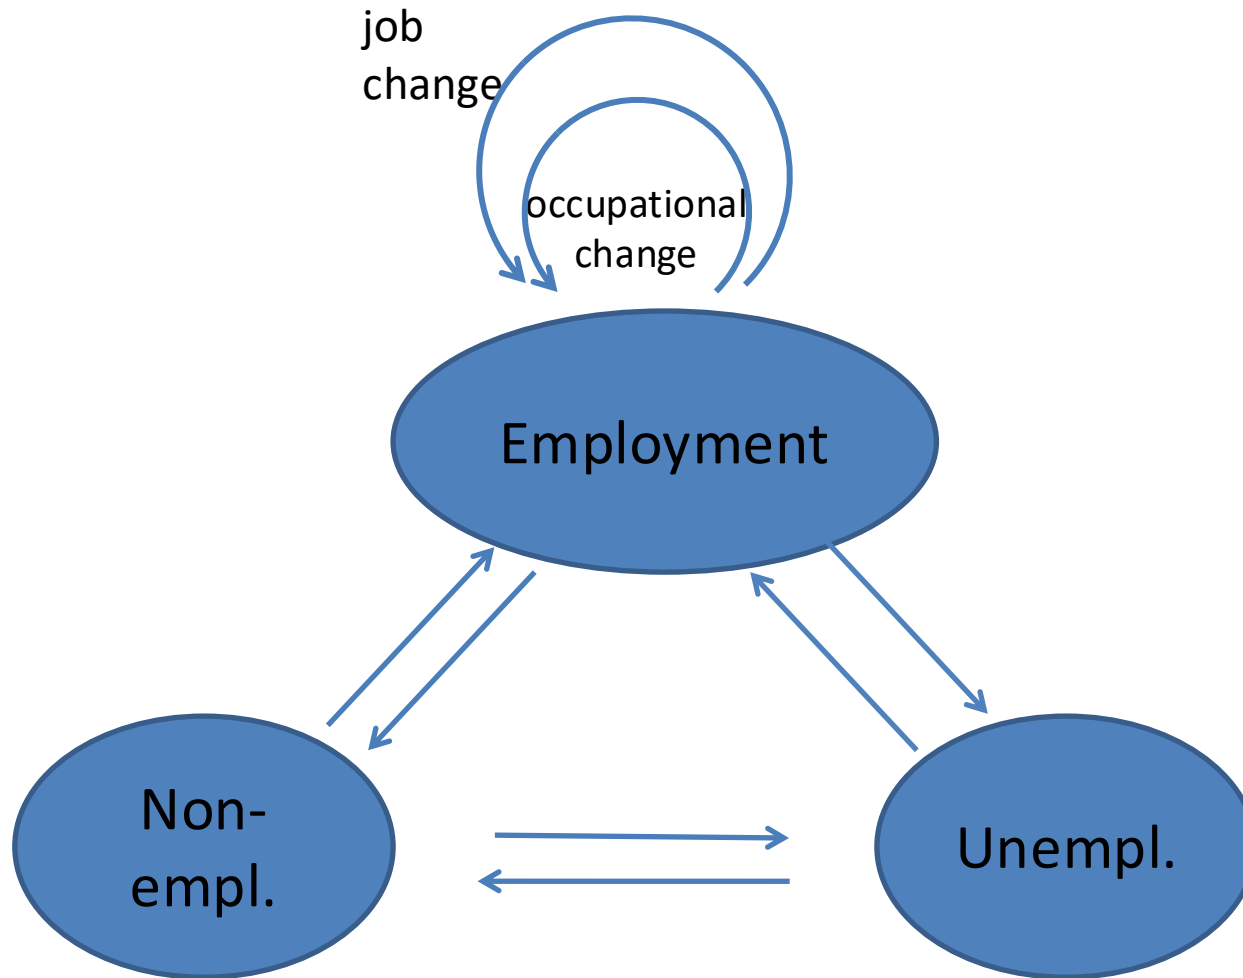 job
change
occupational
change
Employment
Non-
empl.
Unempl.